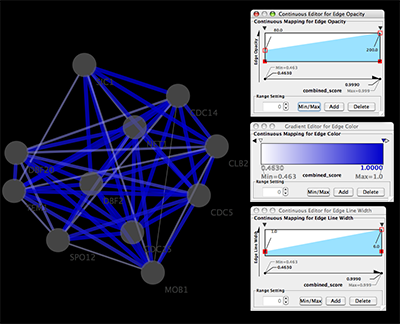 SIC1
CDC14
NET1
CLB2
DBF20
DBF2
CDC5
CDC15
SPO12
MOB1
Continuous Editor for Edge Opacity
Continuous Mapping for Edge Opacity
80.0
200.0
Edge Opacity
Min=0.463
0.4630
0.9990
combined_score Max=0.999
Range Setting
0 Min/Max Add Delete
Gradient Editor for Edge Color
Continuous Mapping for Edge Color
0.4630 1.0000
Min=0.463 Max=1.0
combined_score
Range Setting
0 Min/Max Add Delete
Continuous Editor for Edge Line Width
Continuous Mapping for Edge Line Width
1.0
6.0
Edge Line Width
Min=0.463
0.4630
0.9990
combined_score Max=0.999
Range Setting
0 Min/Max Add Delete